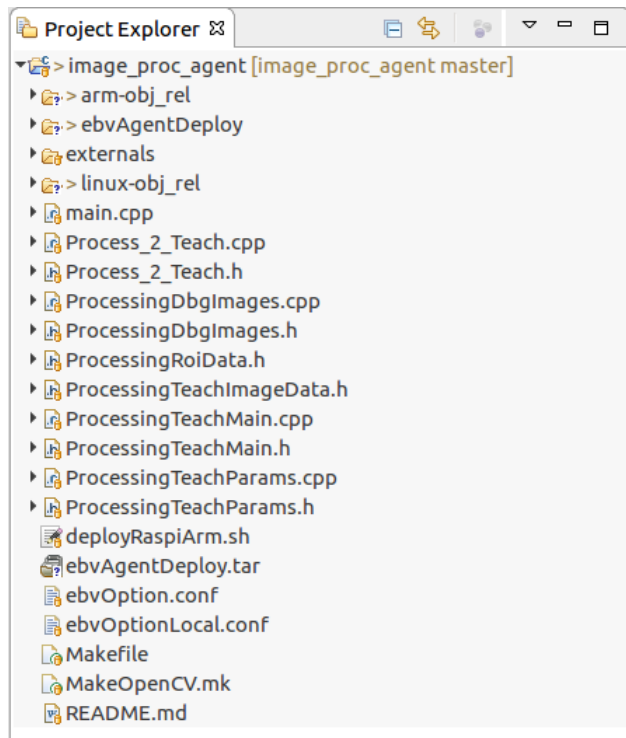 Project Explorer
> image_proc_agent [image_proc_agent master]
> arm-obj_rel
> ebvAgentDeploy
externals
> linux-obj_rel
main.cpp
Process_2_Teach.cpp
Process_2_Teach.h
ProcessingDbgImages.cpp
ProcessingDbgImages.h
ProcessingRoiData.h
ProcessingTeachImageData.h
ProcessingTeachMain.cpp
ProcessingTeachMain.h
ProcessingTeachParams.cpp
ProcessingTeachParams.h
deployRaspiArm.sh
ebvAgentDeploy.tar
ebvOption.conf
ebvOptionLocal.conf
Makefile
MakeOpenCV.mk
README.md